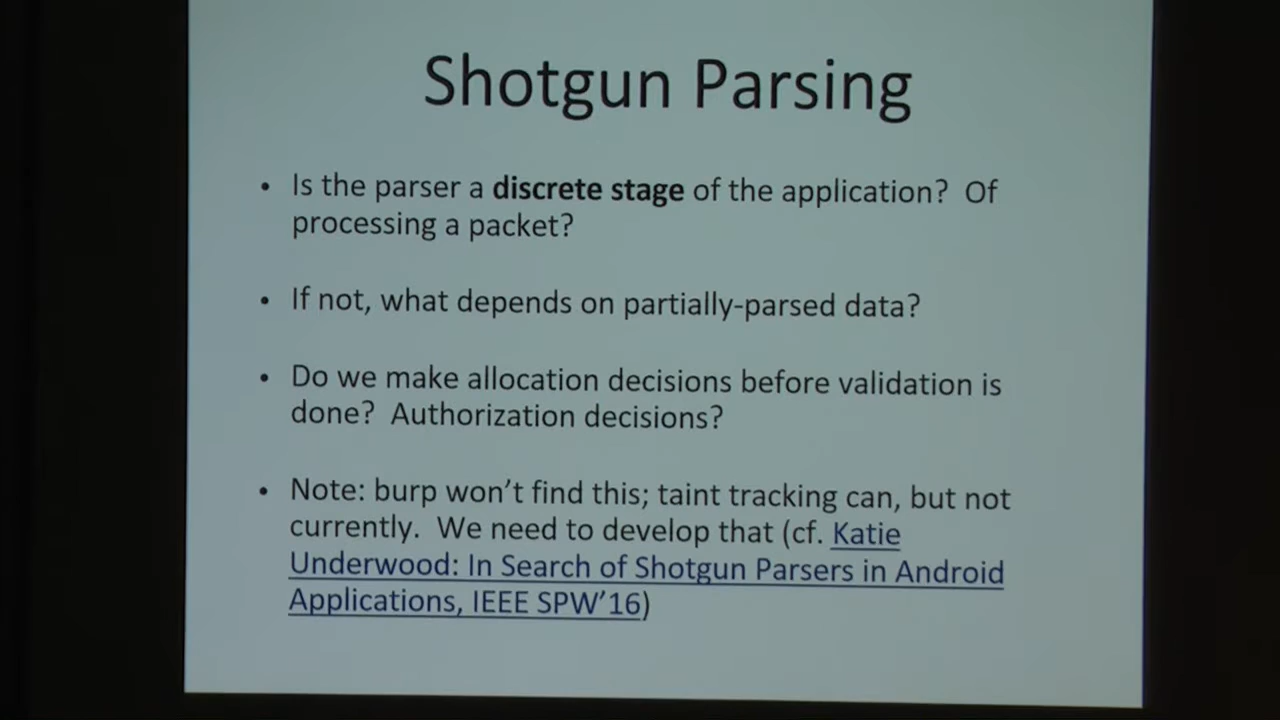 Shotgun Parsing
• Is the parser a discrete stage of the application?  Of
processing a packet?
• If not, what depends on partially-parsed data?
• Do we make allocation decisions before validation is
done?  Authorization decisions?
• Note: burp won’t find this; taint tracking can, but not
currently.  We need to develop that (cf. Katie
Underwood: In Search of Shotgun Parsers in Android
Applications, IEEE SPW’16)